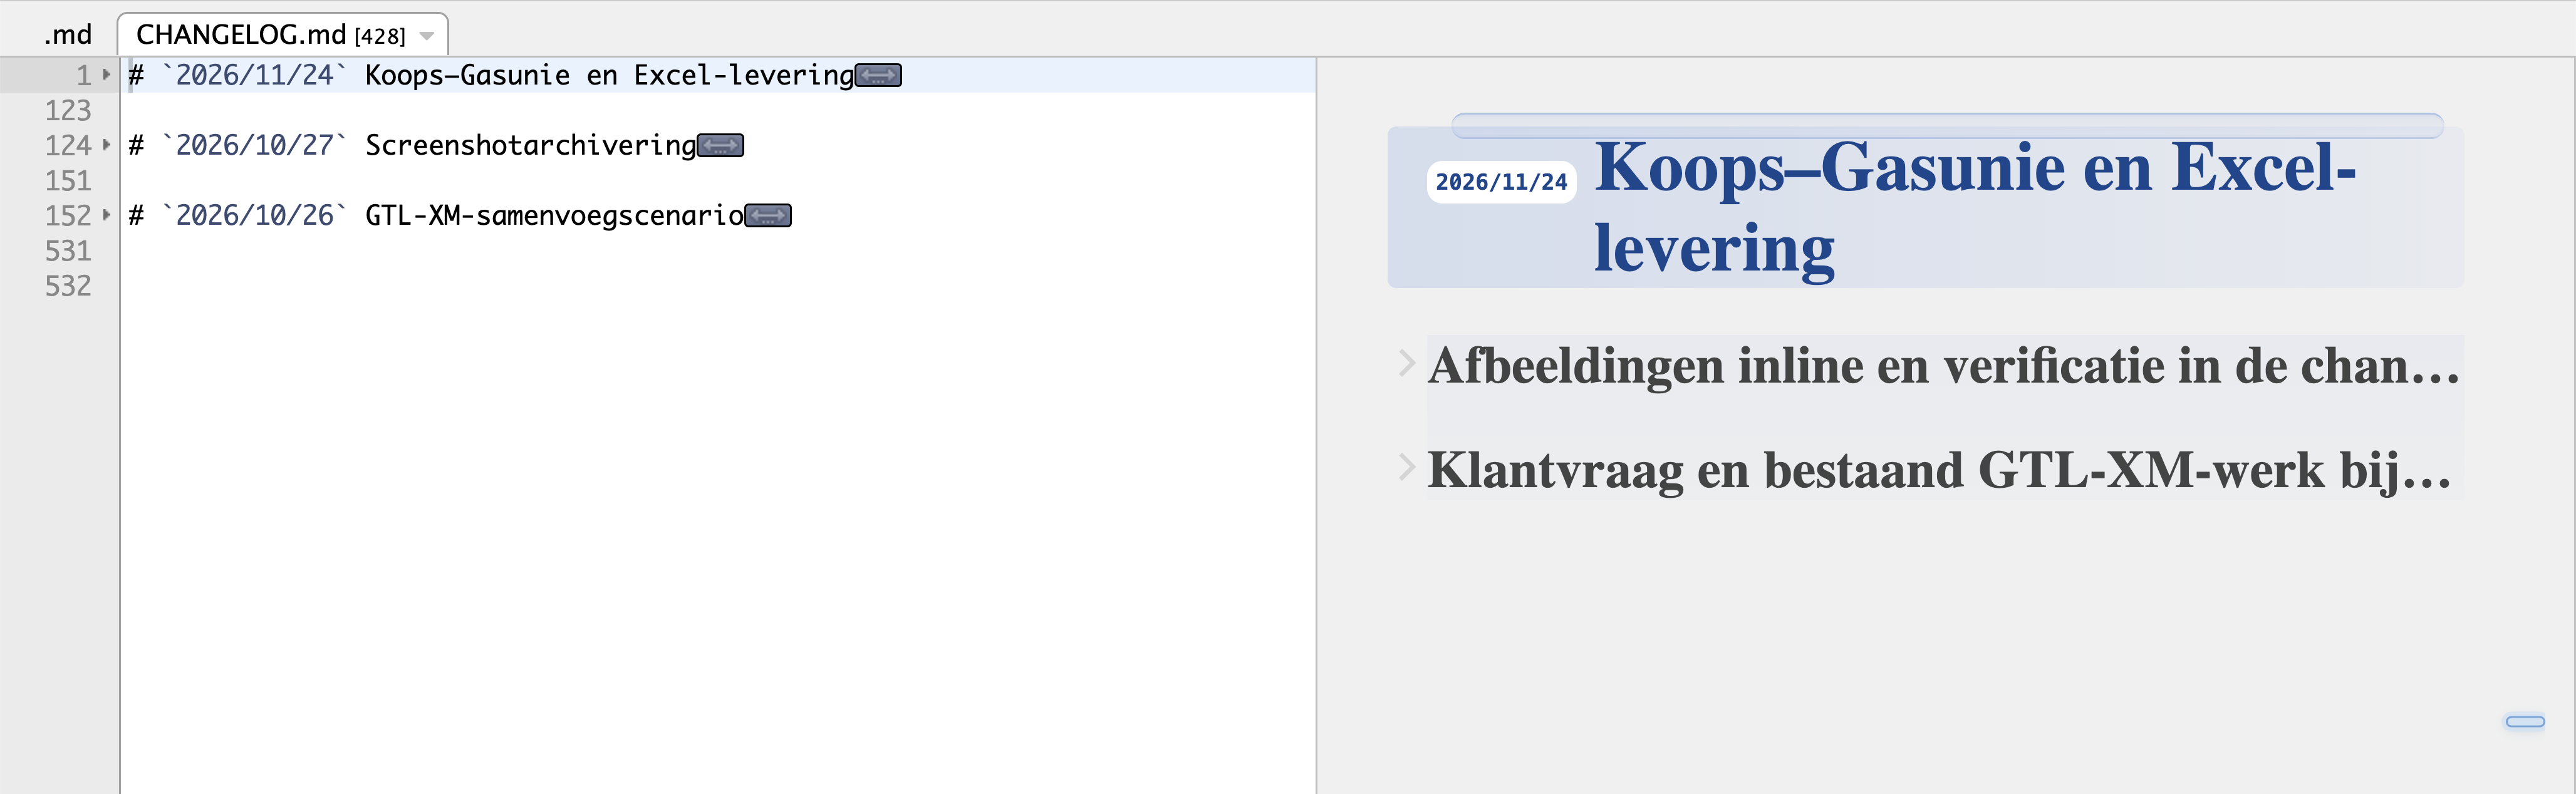 .md
CHANGELOG.md [428]
1 # `2026/11/24` Koops–Gasunie en Excel-levering
123
124 # `2026/10/27` Screenshotarchivering
151
152 # `2026/10/26` GTL-XM-samenvoegscenario
531
532
2026/11/24 Koops–Gasunie en Excel-
levering
Afbeeldingen inline en verificatie in de chan…
Klantvraag en bestaand GTL-XM-werk bij…